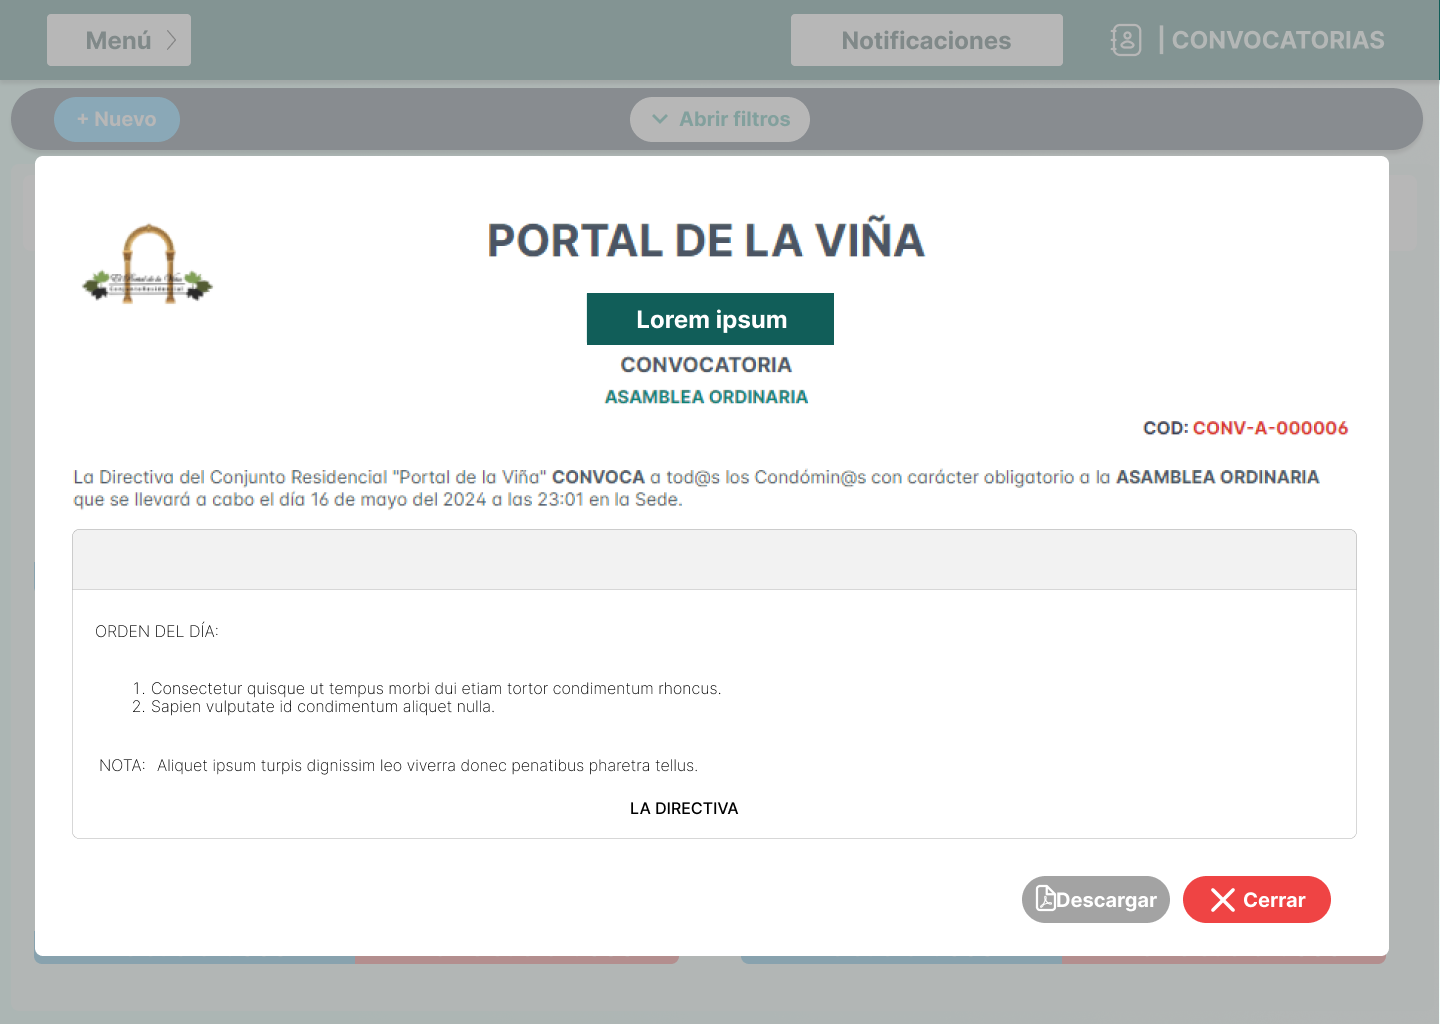 Menú
Notificaciones
| CONVOCATORIAS
+ Nuevo
Abrir filtros
El Portal de la Viña
Conjunto Residencial
PORTAL DE LA VIÑA
Lorem ipsum
CONVOCATORIA
ASAMBLEA ORDINARIA
COD: CONV-A-000006
La Directiva del Conjunto Residencial "Portal de la Viña" CONVOCA a tod@s los Condómin@s con carácter obligatorio a la ASAMBLEA ORDINARIA
que se llevará a cabo el día 16 de mayo del 2024 a las 23:01 en la Sede.
ORDEN DEL DÍA:
1. Consectetur quisque ut tempus morbi dui etiam tortor condimentum rhoncus.
2. Sapien vulputate id condimentum aliquet nulla.
NOTA: Aliquet ipsum turpis dignissim leo viverra donec penatibus pharetra tellus.
LA DIRECTIVA
Descargar
Cerrar